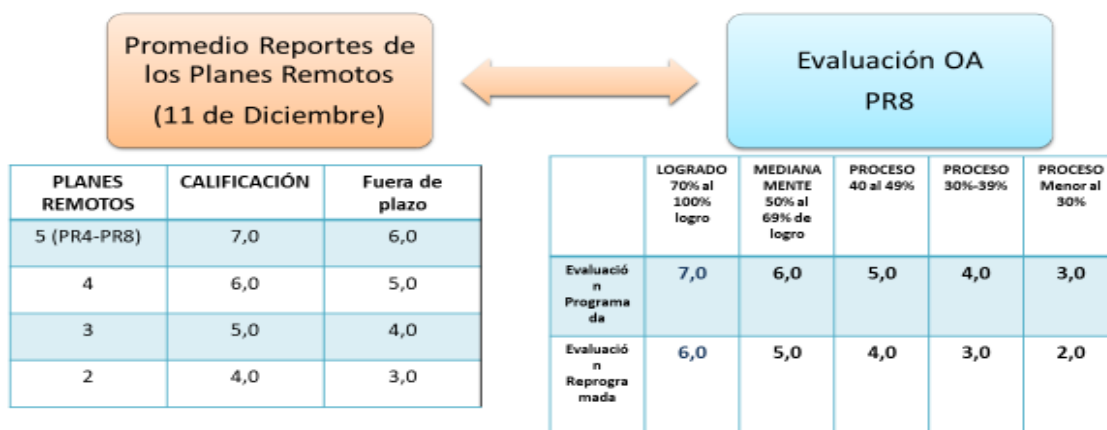 Promedio Reportes de
los Planes Remotos
(11 de Diciembre)
Evaluación OA
PR8
PLANES
REMOTOS
CALIFICACIÓN
Fuera de
plazo
5 (PR4-PR8)
7,0
6,0
4
6,0
5,0
3
5,0
4,0
2
4,0
3,0
LOGRADO
70% al
100%
logro
MEDIANA
MENTE
50% al
69% de
logro
PROCESO
40 al 49%
PROCESO
30%-39%
PROCESO
Menor al
30%
Evaluació
n
Programa
da
7,0
6,0
5,0
4,0
3,0
Evaluació
n
Reprogra
mada
6,0
5,0
4,0
3,0
2,0